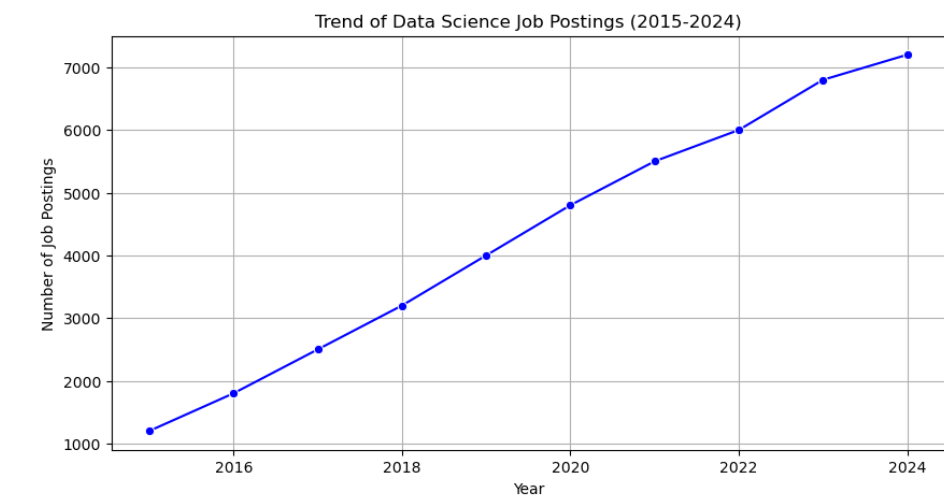 Trend of Data Science Job Postings (2015-2024)
7000
6000
5000
4000
3000
2000
1000
Number of Job Postings
2016 2018 2020 2022 2024
Year